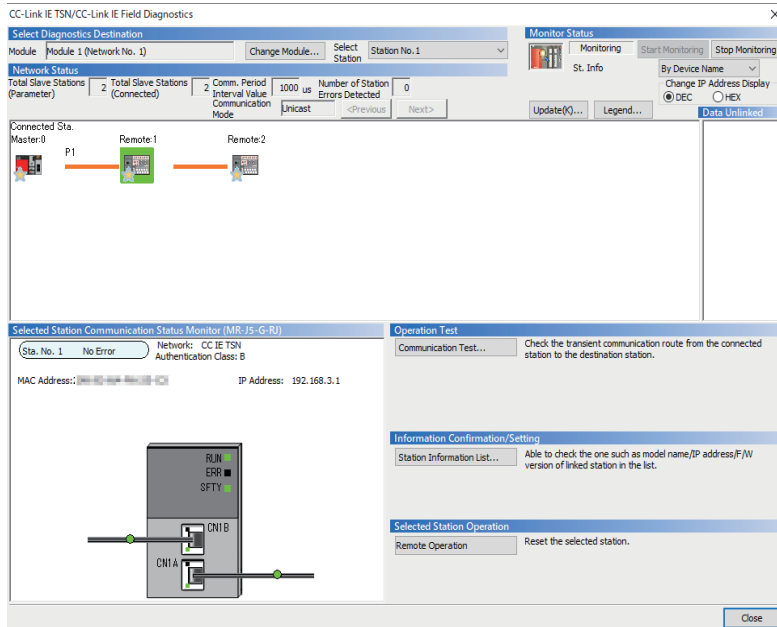 CC-Link IE TSN/CC-Link IE Field Diagnostics
Select Diagnostics Destination
Module Module 1 (Network No. 1) Change Module... Select Station Station No.1
Monitor Status
Monitoring Start Monitoring Stop Monitoring
St. Info By Device Name
Change IP Address Display
DEC HEX
Update(K)... Legend...
Network Status
Total Slave Stations (Parameter) 2 Total Slave Stations (Connected) 2 Comm. Period Interval Value 1000 us Number of Station Errors Detected 0
Communication Mode Unicast <Previous Next>
Data Unlinked
Connected Sta.
Master:0 Remote:1 Remote:2
P1
Selected Station Communication Status Monitor (MR-J5-G-RJ)
Sta. No. 1 No Error
Network: CC IE TSN
Authentication Class: B
MAC Address: IP Address: 192.168.3.1
RUN
ERR
SFTY
CN1B
CN1A
Operation Test
Communication Test...
Check the transient communication route from the connected
station to the destination station.
Information Confirmation/Setting
Station Information List...
Able to check the one such as model name/IP address/F/W
version of linked station in the list.
Selected Station Operation
Remote Operation
Reset the selected station.
Close